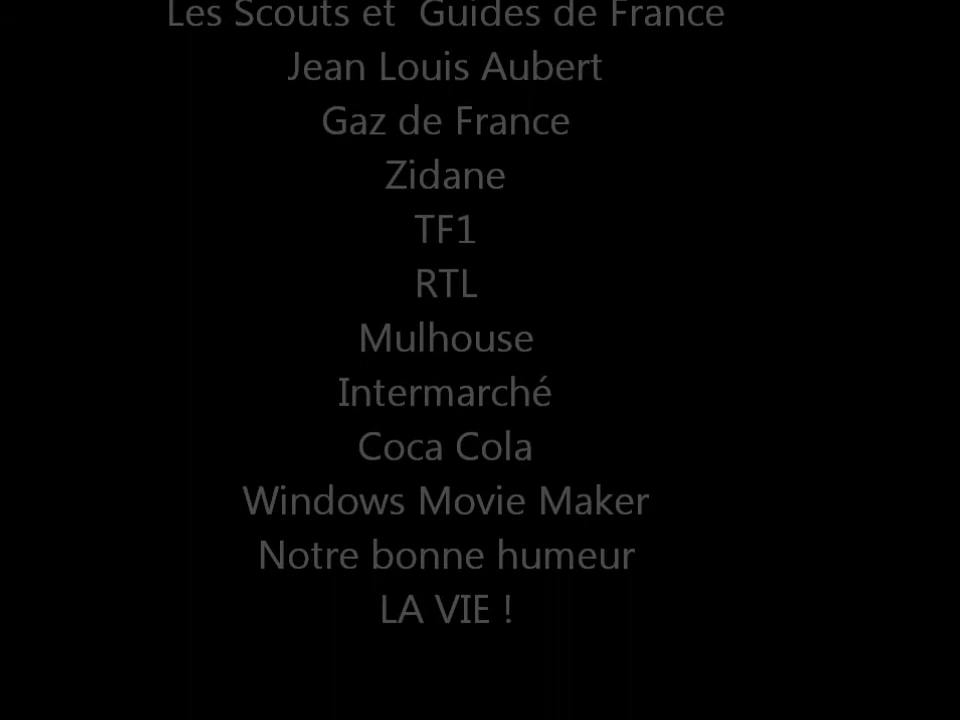 Les Scouts et  Guides de France
Jean Louis Aubert
Gaz de France
Zidane
TF1
RTL
Mulhouse
Intermarché
Coca Cola
Windows Movie Maker
Notre bonne humeur
LA VIE !